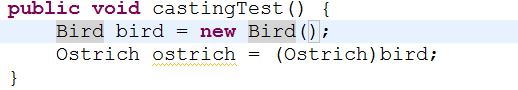 public void castingTest() {
Bird bird = new Bird();
Ostrich ostrich = (Ostrich)bird;
}